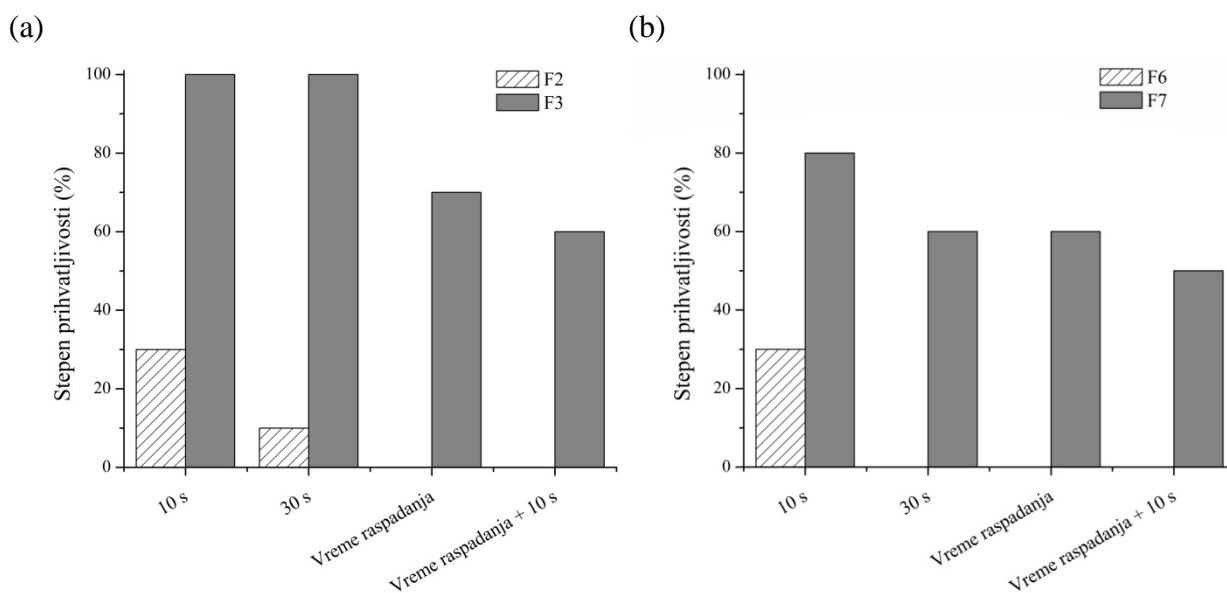 (a)
Stepen prihvatljivosti (%)
100
80
60
40
20
0
F2
F3
10 s
30 s
Vreme raspadanja
Vreme raspadanja + 10 s
(b)
Stepen prihvatljivosti (%)
100
80
60
40
20
0
F6
F7
10 s
30 s
Vreme raspadanja
Vreme raspadanja + 10 s